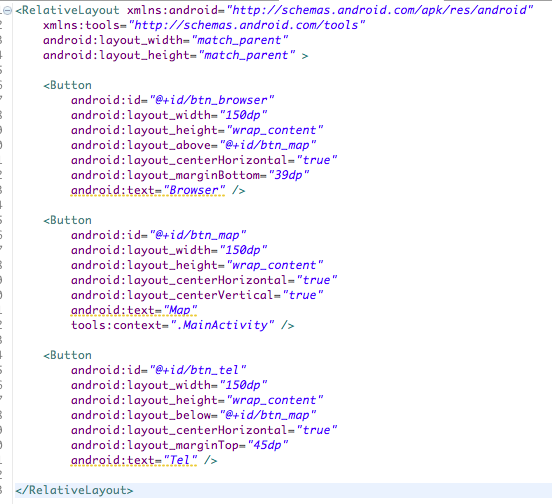 <RelativeLayout xmlns:android="http://schemas.android.com/apk/res/android"
xmlns:tools="http://schemas.android.com/tools"
android:layout_width="match_parent"
android:layout_height="match_parent" >
<Button
android:id="@+id/btn_browser"
android:layout_width="150dp"
android:layout_height="wrap_content"
android:layout_above="@+id/btn_map"
android:layout_centerHorizontal="true"
android:layout_marginBottom="39dp"
android:text="Browser" />
<Button
android:id="@+id/btn_map"
android:layout_width="150dp"
android:layout_height="wrap_content"
android:layout_centerHorizontal="true"
android:layout_centerVertical="true"
android:text="Map"
tools:context=".MainActivity" />
<Button
android:id="@+id/btn_tel"
android:layout_width="150dp"
android:layout_height="wrap_content"
android:layout_below="@+id/btn_map"
android:layout_centerHorizontal="true"
android:layout_marginTop="45dp"
android:text="Tel" />
</RelativeLayout>